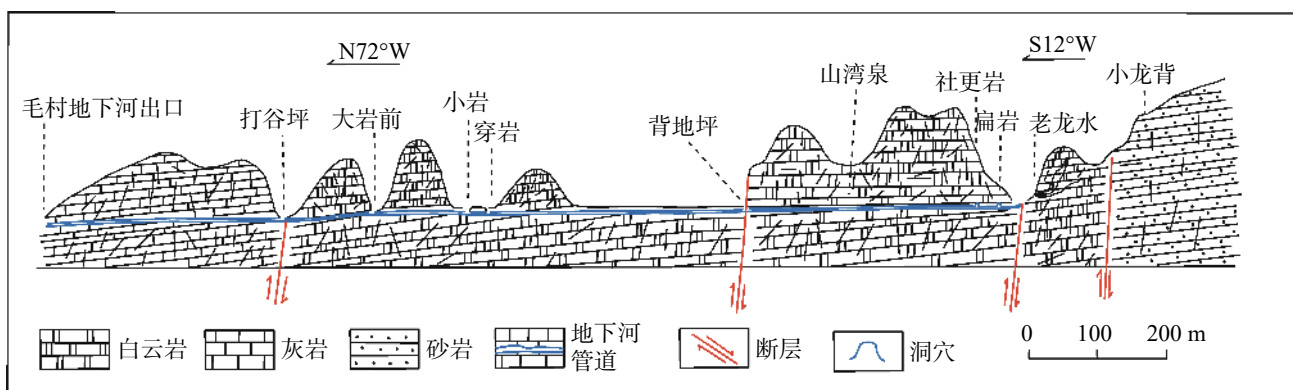 N72°W
S12°W
毛村地下河出口
打谷坪
大岩前
小岩
穿岩
背地坪
山湾泉
社更岩
扁岩
老龙水
小龙背
白云岩
灰岩
砂岩
地下河
管道
断层
洞穴
0 100 200 m